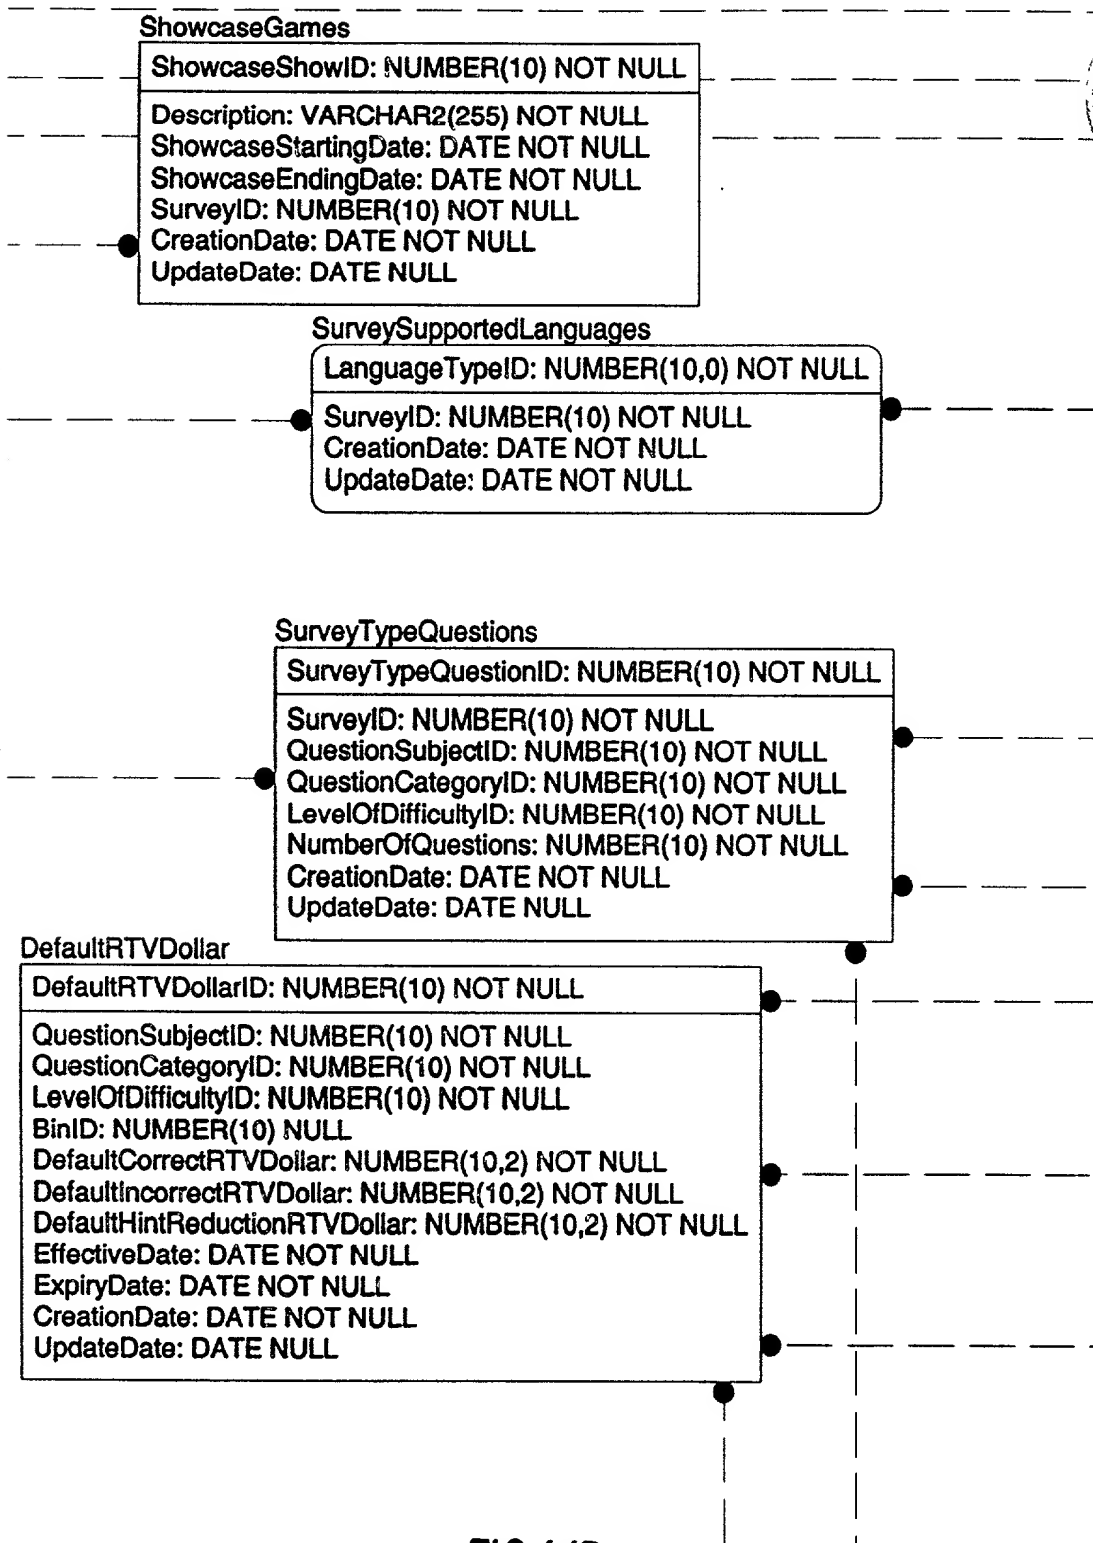 ShowcaseGames
ShowcaseShowID: NUMBER(10) NOT NULL
Description: VARCHAR2(255) NOT NULL
ShowcaseStartingDate: DATE NOT NULL
ShowcaseEndingDate: DATE NOT NULL
SurveyID: NUMBER(10) NOT NULL
CreationDate: DATE NOT NULL
UpdateDate: DATE NULL
SurveySupportedLanguages
LanguageTypeID: NUMBER(10,0) NOT NULL
SurveyID: NUMBER(10) NOT NULL
CreationDate: DATE NOT NULL
UpdateDate: DATE NOT NULL
SurveyTypeQuestions
SurveyTypeQuestionID: NUMBER(10) NOT NULL
SurveyID: NUMBER(10) NOT NULL
QuestionSubjectID: NUMBER(10) NOT NULL
QuestionCategoryID: NUMBER(10) NOT NULL
LevelOfDifficultyID: NUMBER(10) NOT NULL
NumberOfQuestions: NUMBER(10) NOT NULL
CreationDate: DATE NOT NULL
UpdateDate: DATE NULL
DefaultRTVDollar
DefaultRTVDollarID: NUMBER(10) NOT NULL
QuestionSubjectID: NUMBER(10) NOT NULL
QuestionCategoryID: NUMBER(10) NOT NULL
LevelOfDifficultyID: NUMBER(10) NOT NULL
BinID: NUMBER(10) NULL
DefaultCorrectRTVDollar: NUMBER(10,2) NOT NULL
DefaultIncorrectRTVDollar: NUMBER(10,2) NOT NULL
DefaultHintReductionRTVDollar: NUMBER(10,2) NOT NULL
EffectiveDate: DATE NOT NULL
ExpiryDate: DATE NOT NULL
CreationDate: DATE NOT NULL
UpdateDate: DATE NULL